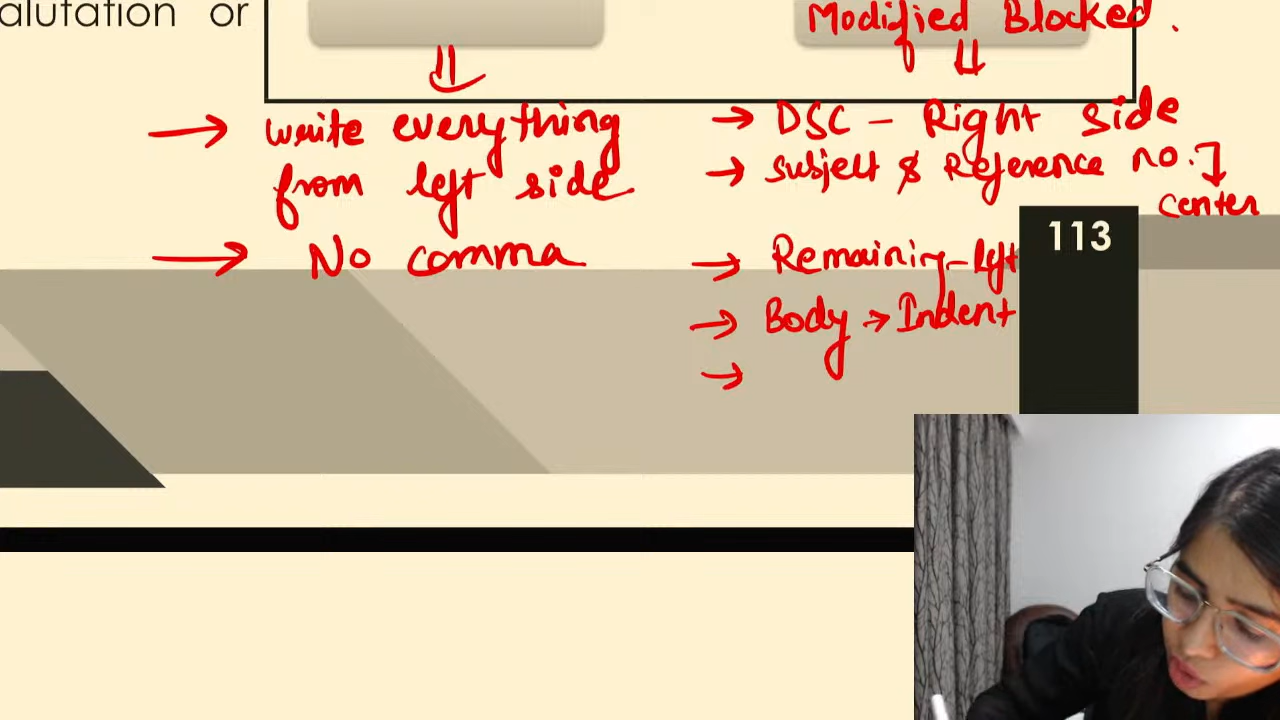 alutation or
Modified Blocked.
→ write everything
from left side
→ No comma
→ DSC - Right side
→ subject & Reference no.]
center
→ Remaining - left
→ Body → Indent
→
113